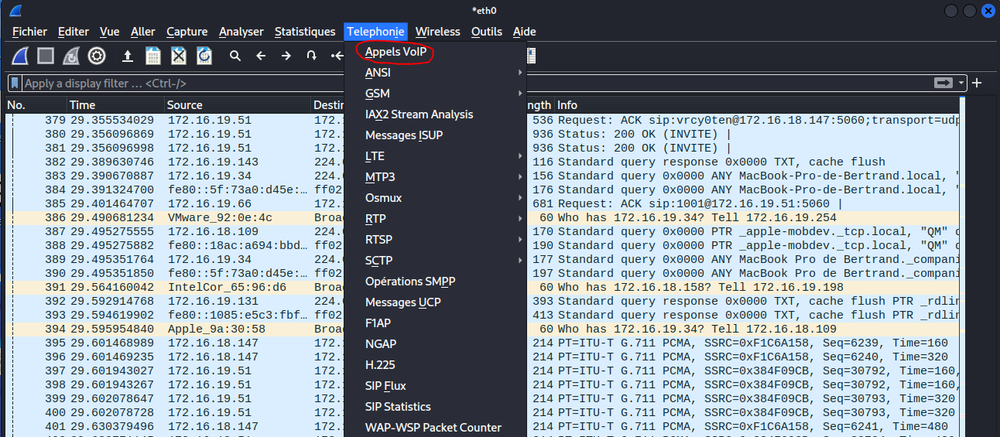 *eth0
Fichier Editer Vue Aller Capture Analyser Statistiques Telephonie Wireless Outils Aide
Appels VoIP
ANSI
GSM
IAX2 Stream Analysis
Messages ISUP
LTE
MTP3
Osmux
RTP
RTSP
SCTP
Opérations SMPP
Messages UCP
F1AP
NGAP
H.225
SIP Flux
SIP Statistics
WAP-WSP Packet Counter
Apply a display filter … <Ctrl-/>
No. Time Source Destin ngth Info
379 29.355534029 172.16.19.51 172.1 536 Request: ACK sip:vrcy0ten@172.16.18.147:5060;transport=udp
380 29.356096869 172.16.19.51 172.1 936 Status: 200 OK (INVITE) |
381 29.356096998 172.16.19.51 172.1 936 Status: 200 OK (INVITE) |
382 29.389630746 172.16.19.143 224.0 116 Standard query response 0x0000 TXT, cache flush
383 29.390670887 172.16.19.34 224.0 156 Standard query 0x0000 ANY MacBook-Pro-de-Bertrand.local, "
384 29.391324700 fe80::5f:73a0:d45e:… ff02 176 Standard query 0x0000 ANY MacBook-Pro-de-Bertrand.local, "
385 29.401464707 172.16.19.66 172.1 681 Request: ACK sip:1001@172.16.19.51:5060 |
386 29.490681234 VMware_92:0e:4c Broa 60 Who has 172.16.19.34? Tell 172.16.19.254
387 29.495275555 172.16.18.109 224.0 170 Standard query 0x0000 PTR _apple-mobdev._tcp.local, "QM" q
388 29.495275882 fe80::18ac:a694:bbd… ff02 190 Standard query 0x0000 PTR _apple-mobdev._tcp.local, "QM" q
389 29.495351764 172.16.19.34 224.0 177 Standard query 0x0000 ANY MacBook Pro de Bertrand._compani
390 29.495351850 fe80::5f:73a0:d45e:… ff02 197 Standard query 0x0000 ANY MacBook Pro de Bertrand._compani
391 29.564160042 IntelCor_65:96:d6 Broa 60 Who has 172.16.18.158? Tell 172.16.19.198
392 29.592914768 172.16.19.131 224.0 393 Standard query response 0x0000 TXT, cache flush PTR _rdlin
393 29.594619902 fe80::1085:e5c3:fbf… ff02 413 Standard query response 0x0000 TXT, cache flush PTR _rdlin
394 29.595954840 Apple_9a:30:58 Broa 60 Who has 172.16.19.34? Tell 172.16.18.109
395 29.601468989 172.16.18.147 172.1 214 PT=ITU-T G.711 PCMA, SSRC=0xF1C6A158, Seq=6239, Time=160
396 29.601469235 172.16.18.147 172.1 214 PT=ITU-T G.711 PCMA, SSRC=0xF1C6A158, Seq=6240, Time=320
397 29.601943027 172.16.19.51 172.1 214 PT=ITU-T G.711 PCMA, SSRC=0x384F09CB, Seq=30792, Time=160,
398 29.601943267 172.16.19.51 172.1 214 PT=ITU-T G.711 PCMA, SSRC=0x384F09CB, Seq=30792, Time=160,
399 29.602078647 172.16.19.51 172.1 214 PT=ITU-T G.711 PCMA, SSRC=0x384F09CB, Seq=30793, Time=320
400 29.602078728 172.16.19.51 172.1 214 PT=ITU-T G.711 PCMA, SSRC=0x384F09CB, Seq=30793, Time=320
401 29.630379496 172.16.18.147 172.1 214 PT=ITU-T G.711 PCMA, SSRC=0xF1C6A158, Seq=6241, Time=480